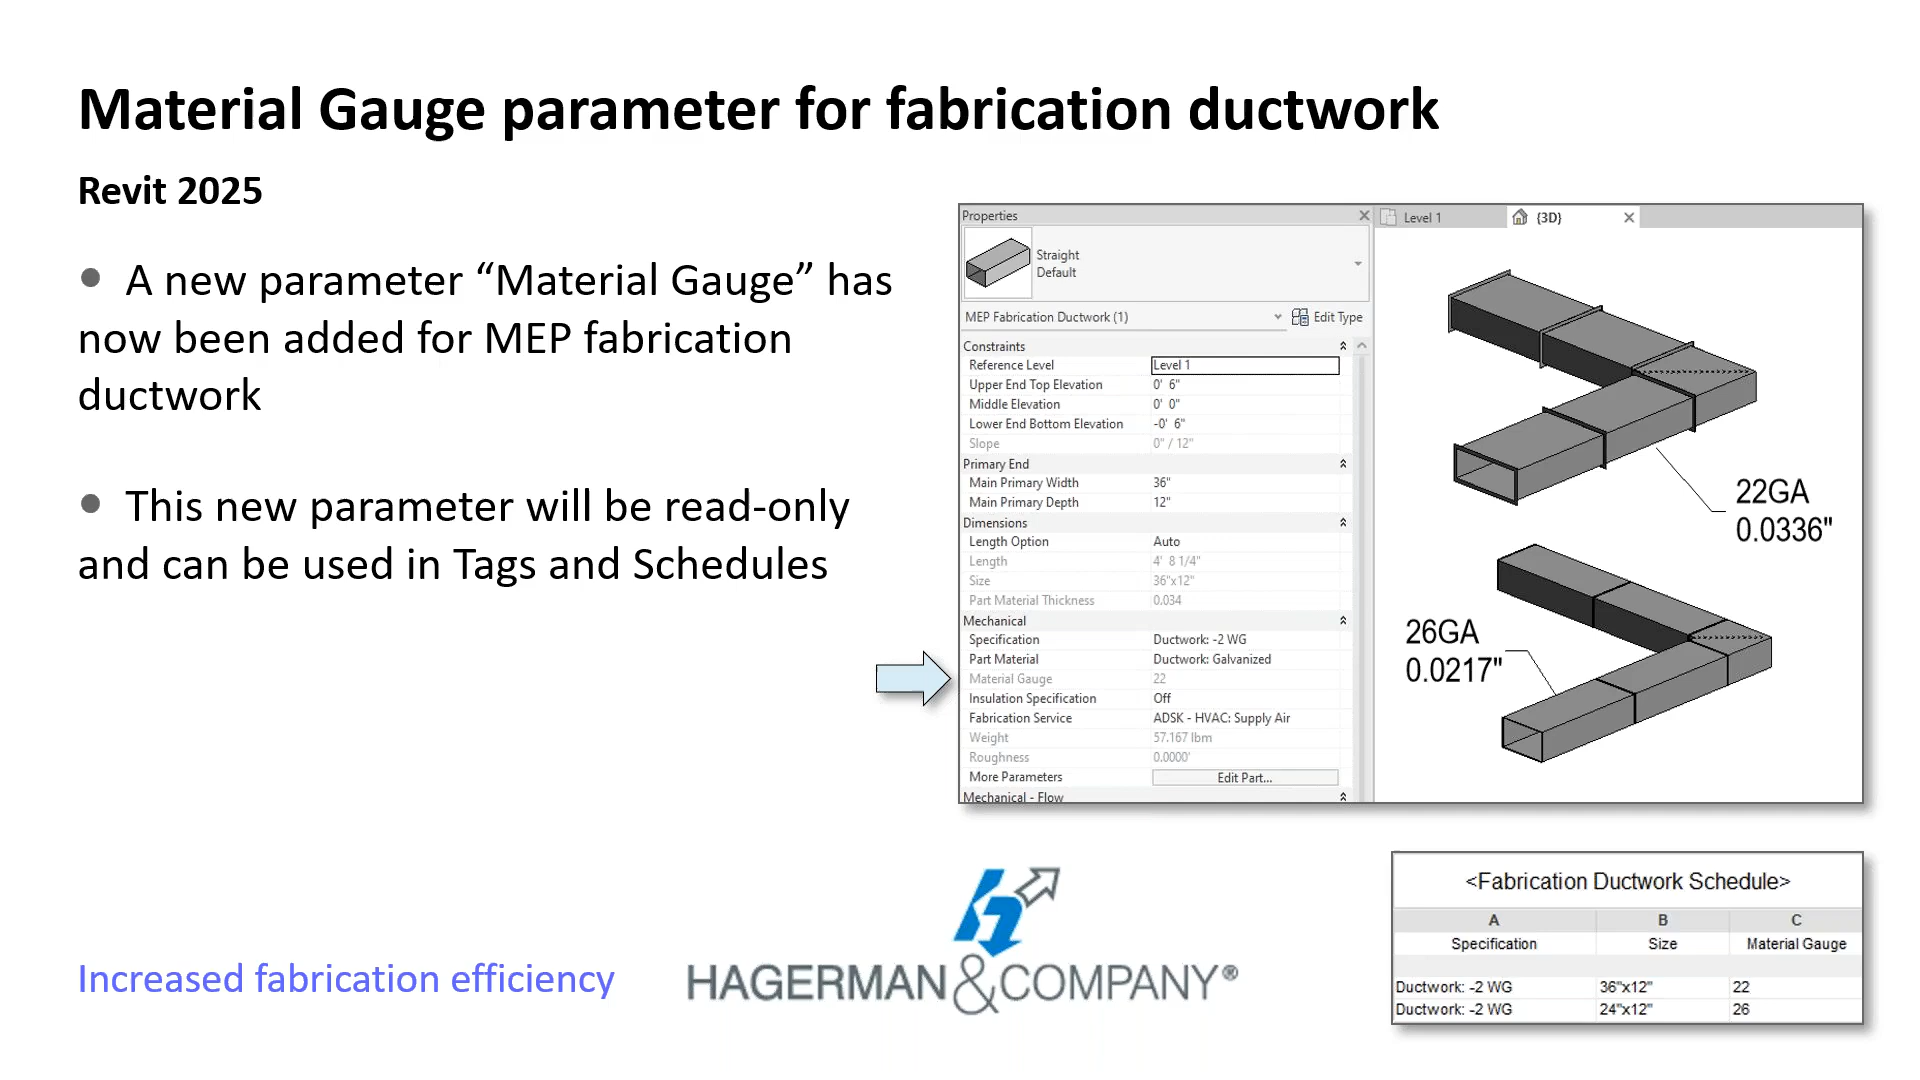 Material Gauge parameter for fabrication ductwork
Revit 2025
• A new parameter “Material Gauge” has
now been added for MEP fabrication
ductwork
• This new parameter will be read-only
and can be used in Tags and Schedules
Increased fabrication efficiency
Properties
Straight
Default
MEP Fabrication Ductwork (1)
Edit Type
Constraints
Reference Level Level 1
Upper End Top Elevation 0' 6"
Middle Elevation 0' 0"
Lower End Bottom Elevation -0' 6"
Slope 0" / 12"
Primary End
Main Primary Width 36"
Main Primary Depth 12"
Dimensions
Length Option Auto
Length 4' 8 1/4"
Size 36"x12"
Part Material Thickness 0.034
Mechanical
Specification Ductwork: -2 WG
Part Material Ductwork: Galvanized
Material Gauge 22
Insulation Specification Off
Fabrication Service ADSK - HVAC: Supply Air
Weight 57.167 lbm
Roughness 0.0000'
More Parameters Edit Part...
Mechanical - Flow
Level 1
{3D}
22GA
0.0336"
26GA
0.0217"
HAGERMAN&COMPANY®
<Fabrication Ductwork Schedule>
A B C
Specification Size Material Gauge
Ductwork: -2 WG 36"x12" 22
Ductwork: -2 WG 24"x12" 26